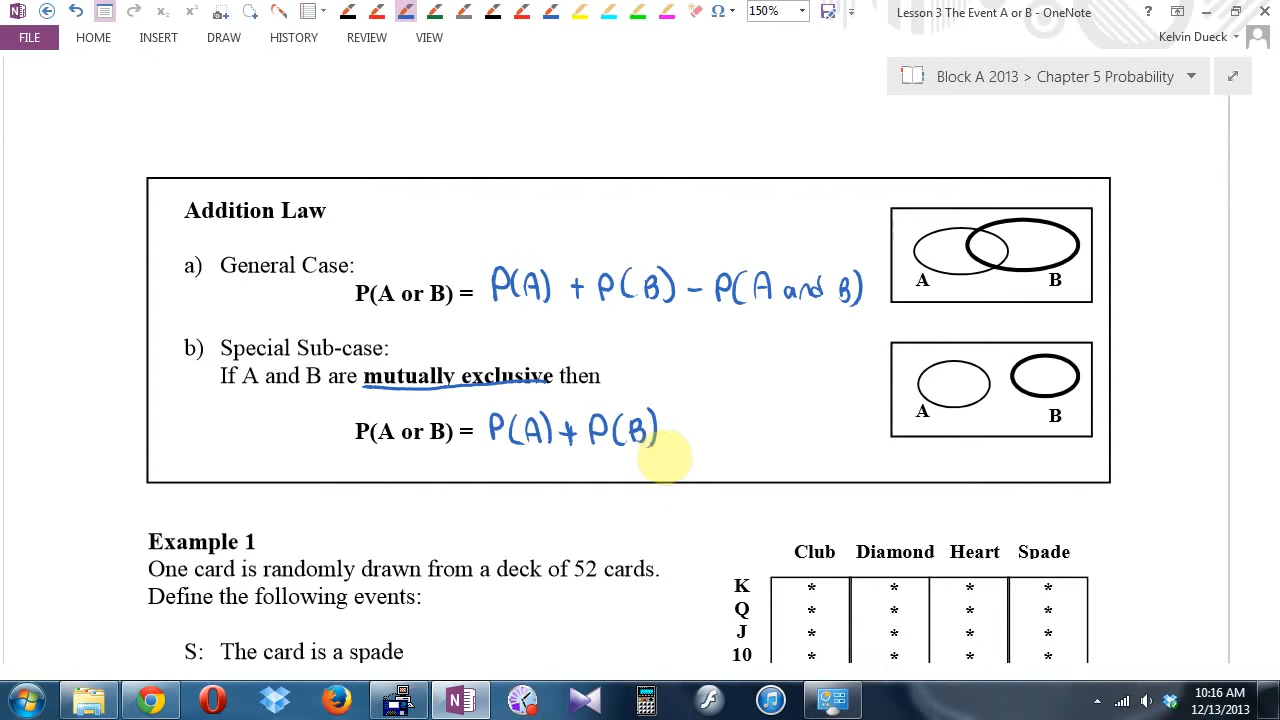 150%
Lesson 3 The Event A or B - OneNote
FILE HOME INSERT DRAW HISTORY REVIEW VIEW
Kelvin Dueck
Block A 2013 > Chapter 5 Probability
Addition Law
a) General Case:
P(A or B) = P(A) + P(B) - P(A and B)
A B
b) Special Sub-case:
If A and B are mutually exclusive then
P(A or B) = P(A) + P(B)
A B
Example 1
One card is randomly drawn from a deck of 52 cards.
Define the following events:
S: The card is a spade
Club Diamond Heart Spade
K * * * *
Q * * * *
J * * * *
10 * * * *
10:16 AM
12/13/2013